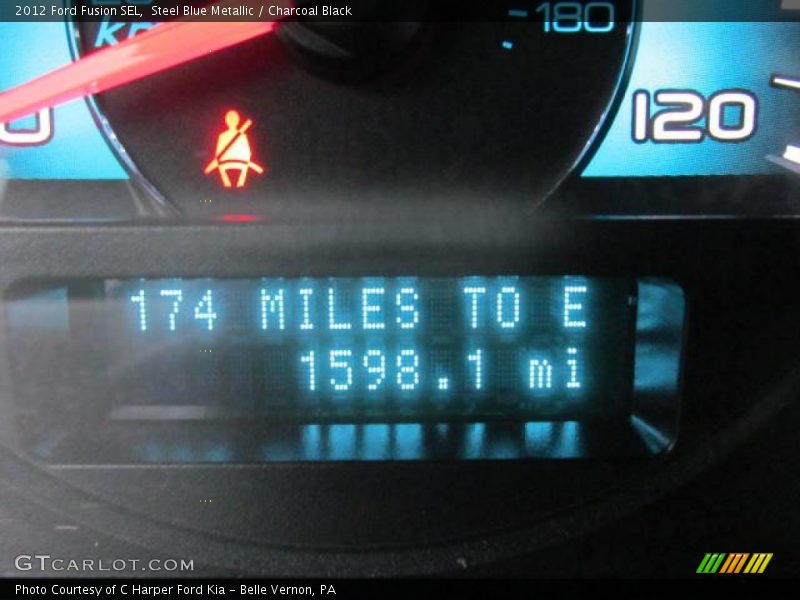 2012 Ford Fusion SEL, Steel Blue Metallic / Charcoal Black
180
120
174 MILES TO E
1598.1 mi
GTCARLOT.COM
Photo Courtesy of C Harper Ford Kia - Belle Vernon, PA